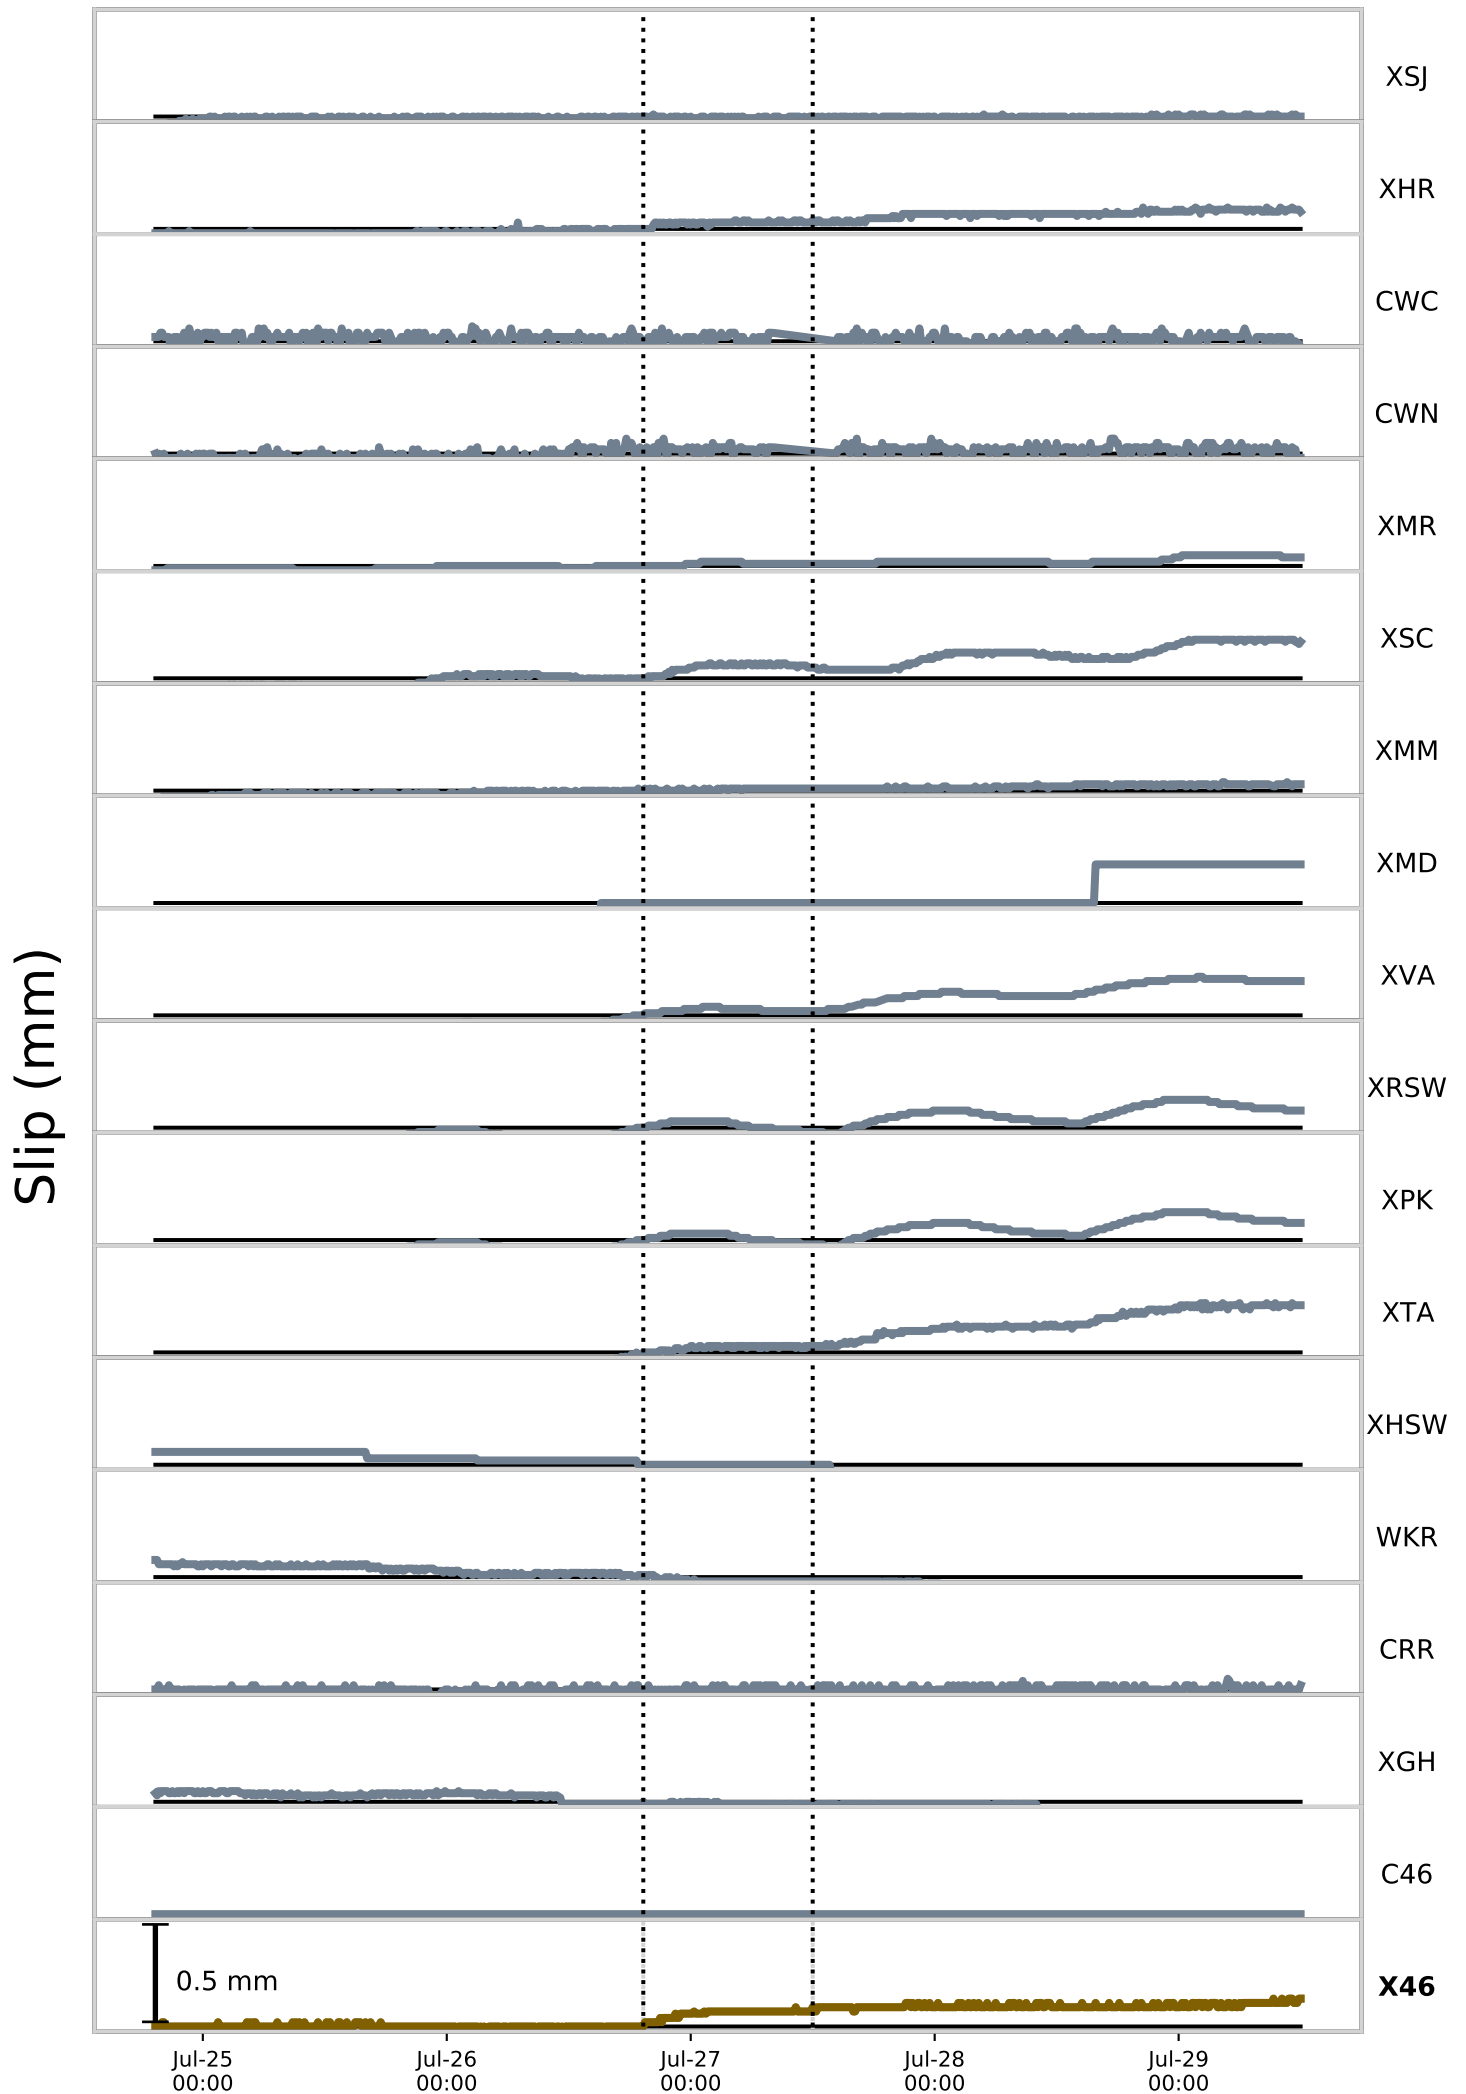 XSJ
XHR
CWC
CWN
XMR
XSC
XMM
XMD
XVA
Slip (mm)
XRSW
XPK
XTA
XHSW
WKR
CRR
XGH
C46
0.5 mm
X46
Jul-25 Jul-26 Jul-27 Jul-28 Jul-29
00:00 00:00 00:00 00:00 00:00